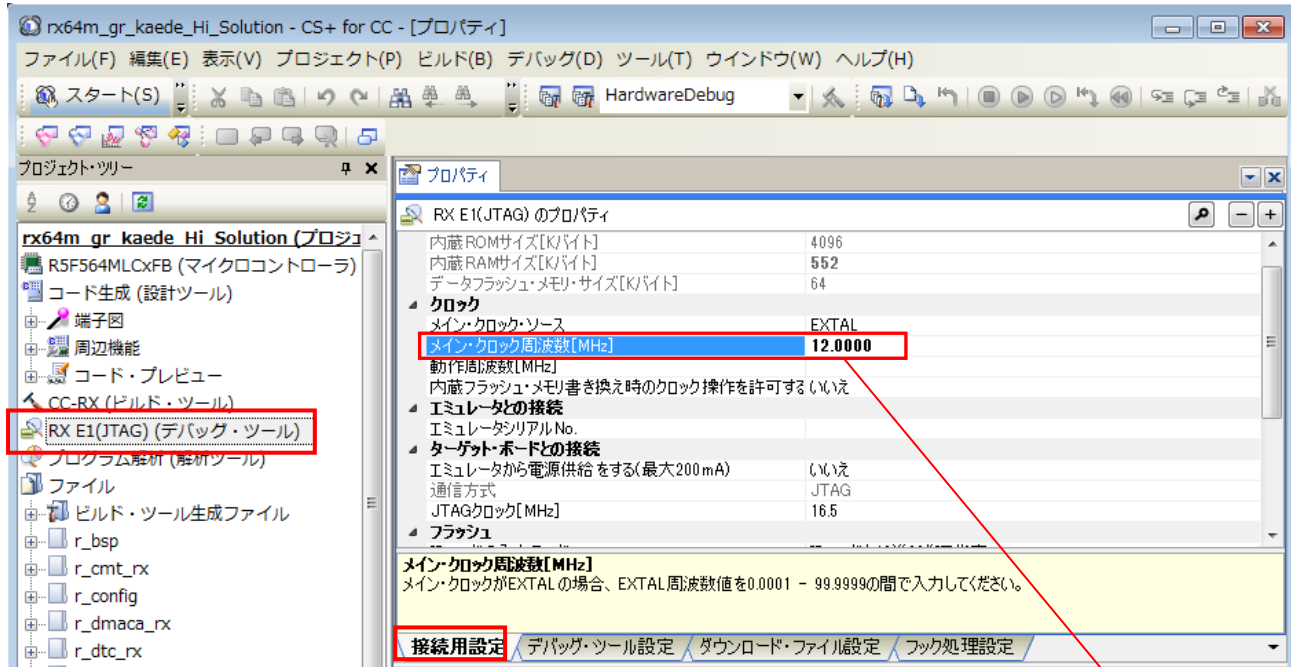 rx64m_gr_kaede_Hi_Solution - CS+ for CC - [プロパティ]
ファイル(F) 編集(E) 表示(V) プロジェクト(P) ビルド(B) デバッグ(D) ツール(T) ウインドウ(W) ヘルプ(H)
スタート(S) HardwareDebug
プロジェクト・ツリー
rx64m_gr_kaede_Hi_Solution (プロジェ
R5F564MLCxFB (マイクロコントローラ)
コード生成 (設計ツール)
端子図
周辺機能
コード・プレビュー
CC-RX (ビルド・ツール)
RX E1(JTAG) (デバッグ・ツール)
プログラム解析 (解析ツール)
ファイル
ビルド・ツール生成ファイル
r_bsp
r_cmt_rx
r_config
r_dmaca_rx
r_dtc_rx
プロパティ
RX E1(JTAG) のプロパティ
内蔵ROMサイズ[Kバイト] 4096
内蔵RAMサイズ[Kバイト] 552
データフラッシュ・メモリ・サイズ[Kバイト] 64
クロック
メイン・クロック・ソース EXTAL
メイン・クロック周波数[MHz] 12.0000
動作周波数[MHz]
内蔵フラッシュ・メモリ書き換え時のクロック操作を許可する いいえ
エミュレータとの接続
エミュレータシリアルNo.
ターゲット・ボードとの接続
エミュレータから電源供給をする(最大200mA) いいえ
通信方式 JTAG
JTAGクロック[MHz] 16.5
フラッシュ
メイン・クロック周波数[MHz]
メイン・クロックがEXTALの場合、EXTAL周波数値を0.0001 - 99.9999の間で入力してください。
接続用設定 デバッグ・ツール設定 ダウンロード・ファイル設定 フック処理設定